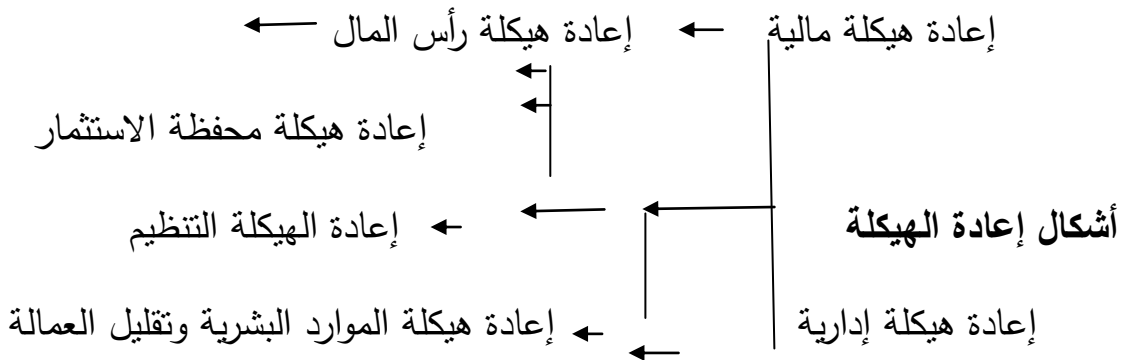 إعادة هيكلة مالية إعادة هيكلة رأس المال
إعادة هيكلة محفظة الاستثمار
أشكال إعادة الهيكلة إعادة الهيكلة التنظيم
إعادة هيكلة إدارية إعادة هيكلة الموارد البشرية وتقليل العمالة